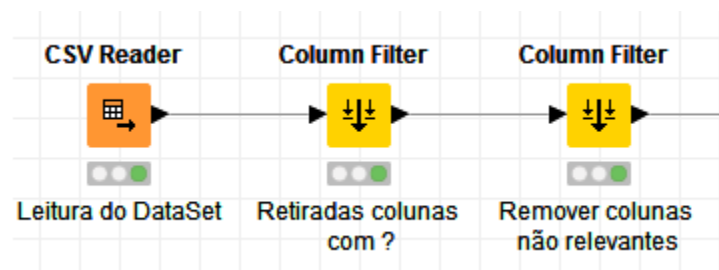 CSV Reader
Column Filter
Column Filter
Leitura do DataSet
Retiradas colunas
com ?
Remover colunas
não relevantes